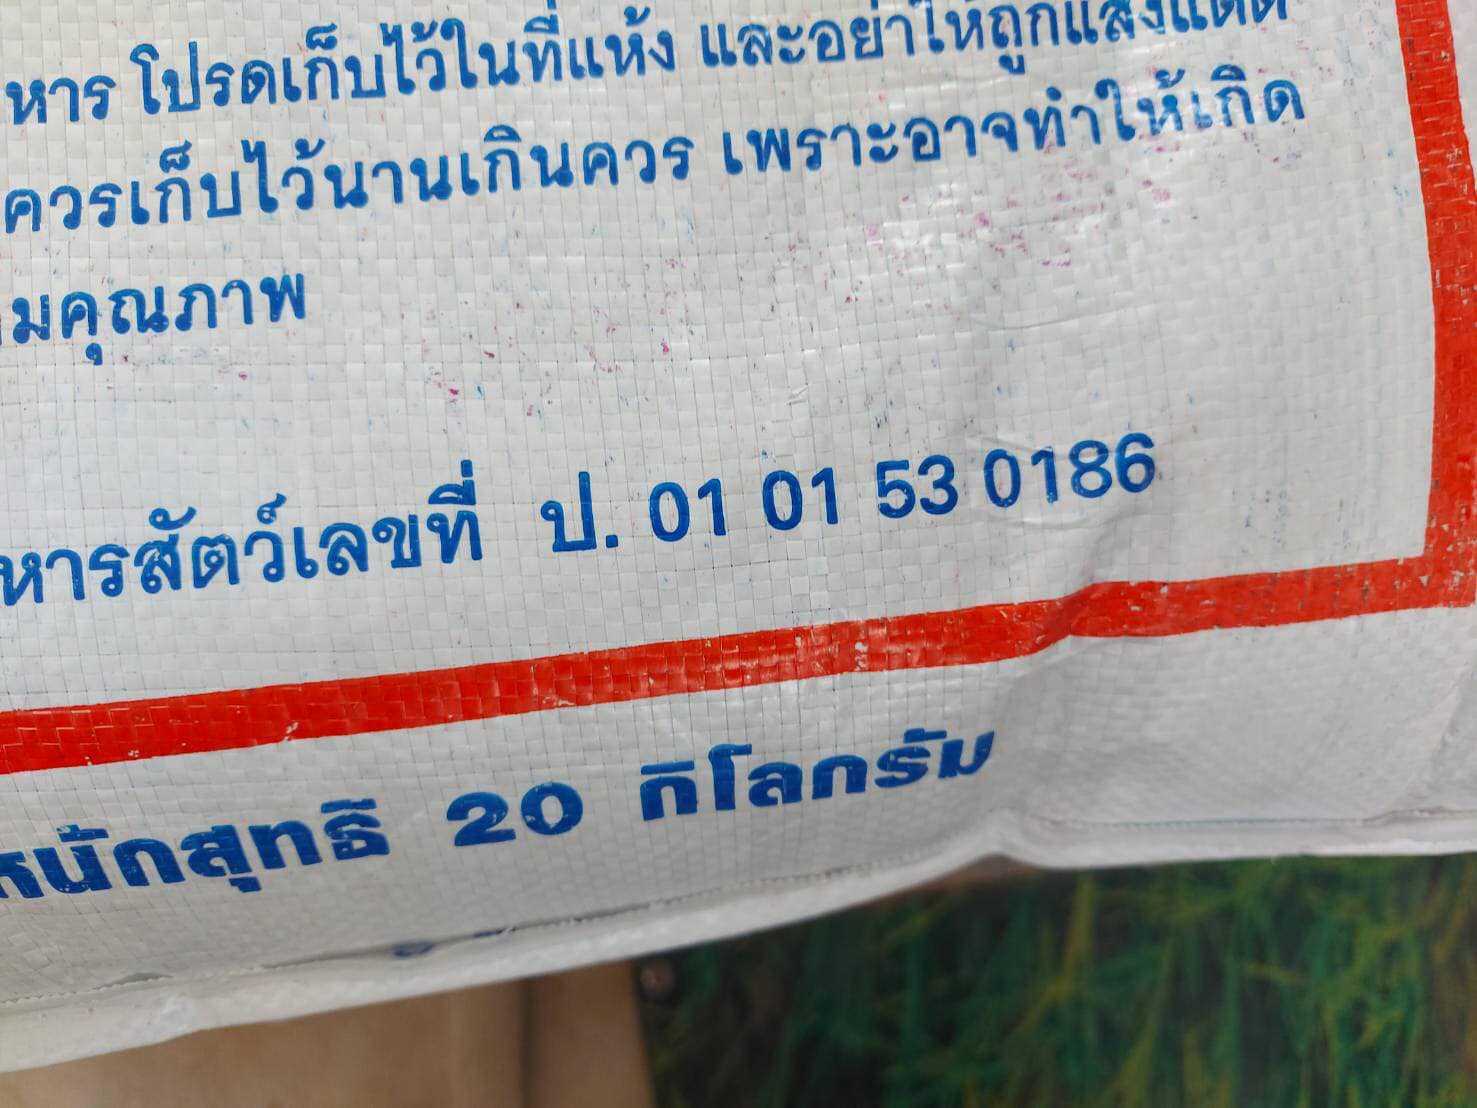 หาร โปรดเก็บไว้ในที่แห้ง และอย่าให้ถูกแสงแดด
ควรเก็บไว้นานเกินควร เพราะอาจทำให้เกิด
มคุณภาพ
หารสัตว์เลขที่ ป. 01 01 53 0186
หนักสุทธิ 20 กิโลกรัม